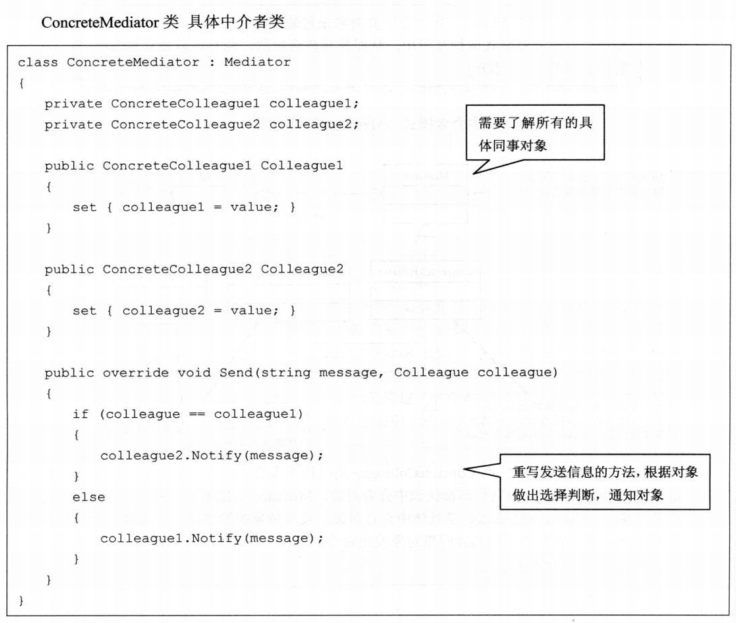 ConcreteMediator 类 具体中介者类
class ConcreteMediator : Mediator
{
private ConcreteColleague1 colleague1;
private ConcreteColleague2 colleague2;
需要了解所有的具
体同事对象
public ConcreteColleague1 Colleague1
{
set { colleague1 = value; }
}
public ConcreteColleague2 Colleague2
{
set { colleague2 = value; }
}
public override void Send(string message, Colleague colleague)
{
if (colleague == colleague1)
{
colleague2.Notify(message);
}
重写发送信息的方法，根据对象
做出选择判断，通知对象
else
{
colleague1.Notify(message);
}
}
}